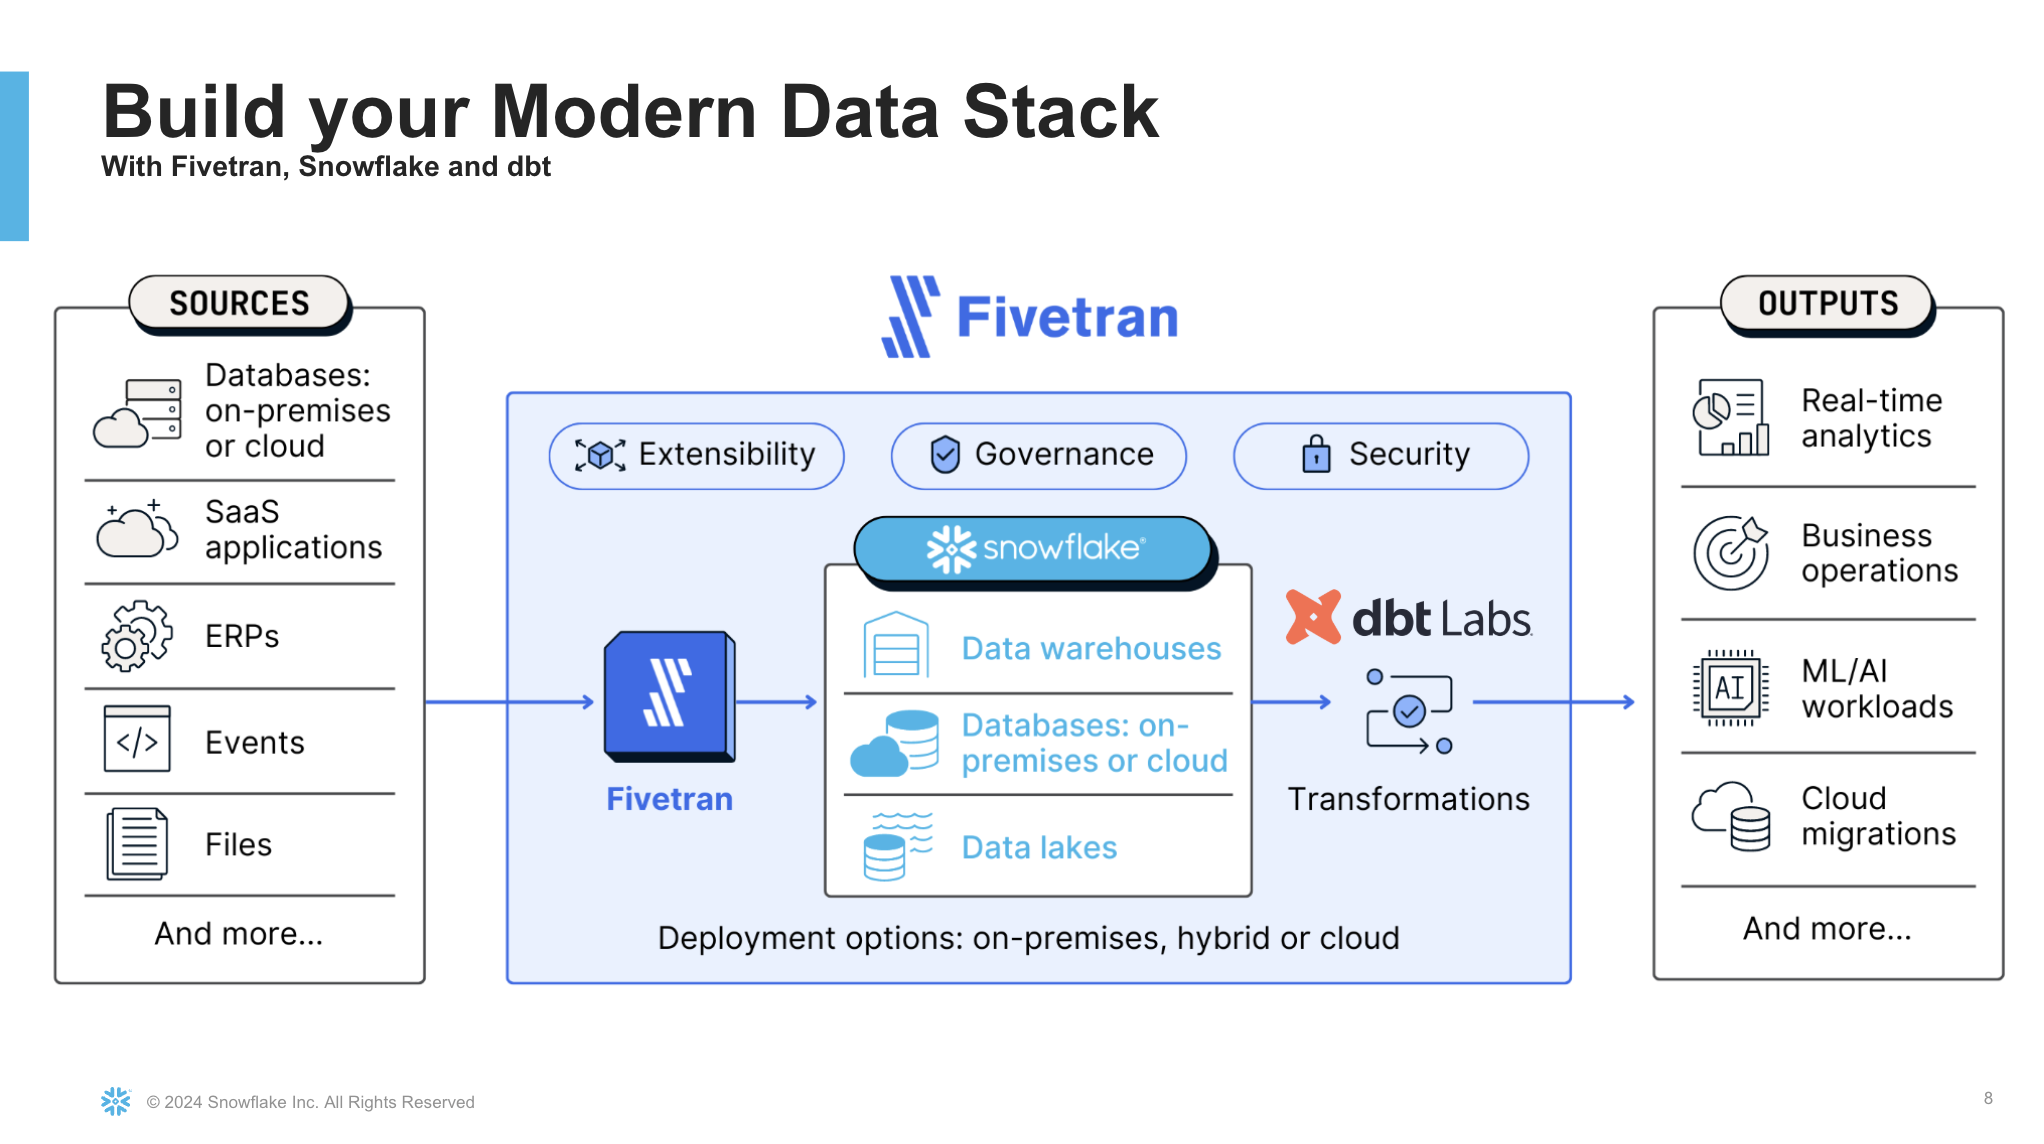 Build your Modern Data Stack
With Fivetran, Snowflake and dbt
SOURCES
Databases:
on-premises
or cloud
SaaS
applications
ERPs
</>
Events
Files
And more...
Fivetran
Extensibility
Governance
Security
Fivetran
snowflake®
Data warehouses
Databases: on-
premises or cloud
Data lakes
dbt Labs
Transformations
Deployment options: on-premises, hybrid or cloud
OUTPUTS
Real-time
analytics
Business
operations
AI
ML/AI
workloads
Cloud
migrations
And more...
© 2024 Snowflake Inc. All Rights Reserved
8